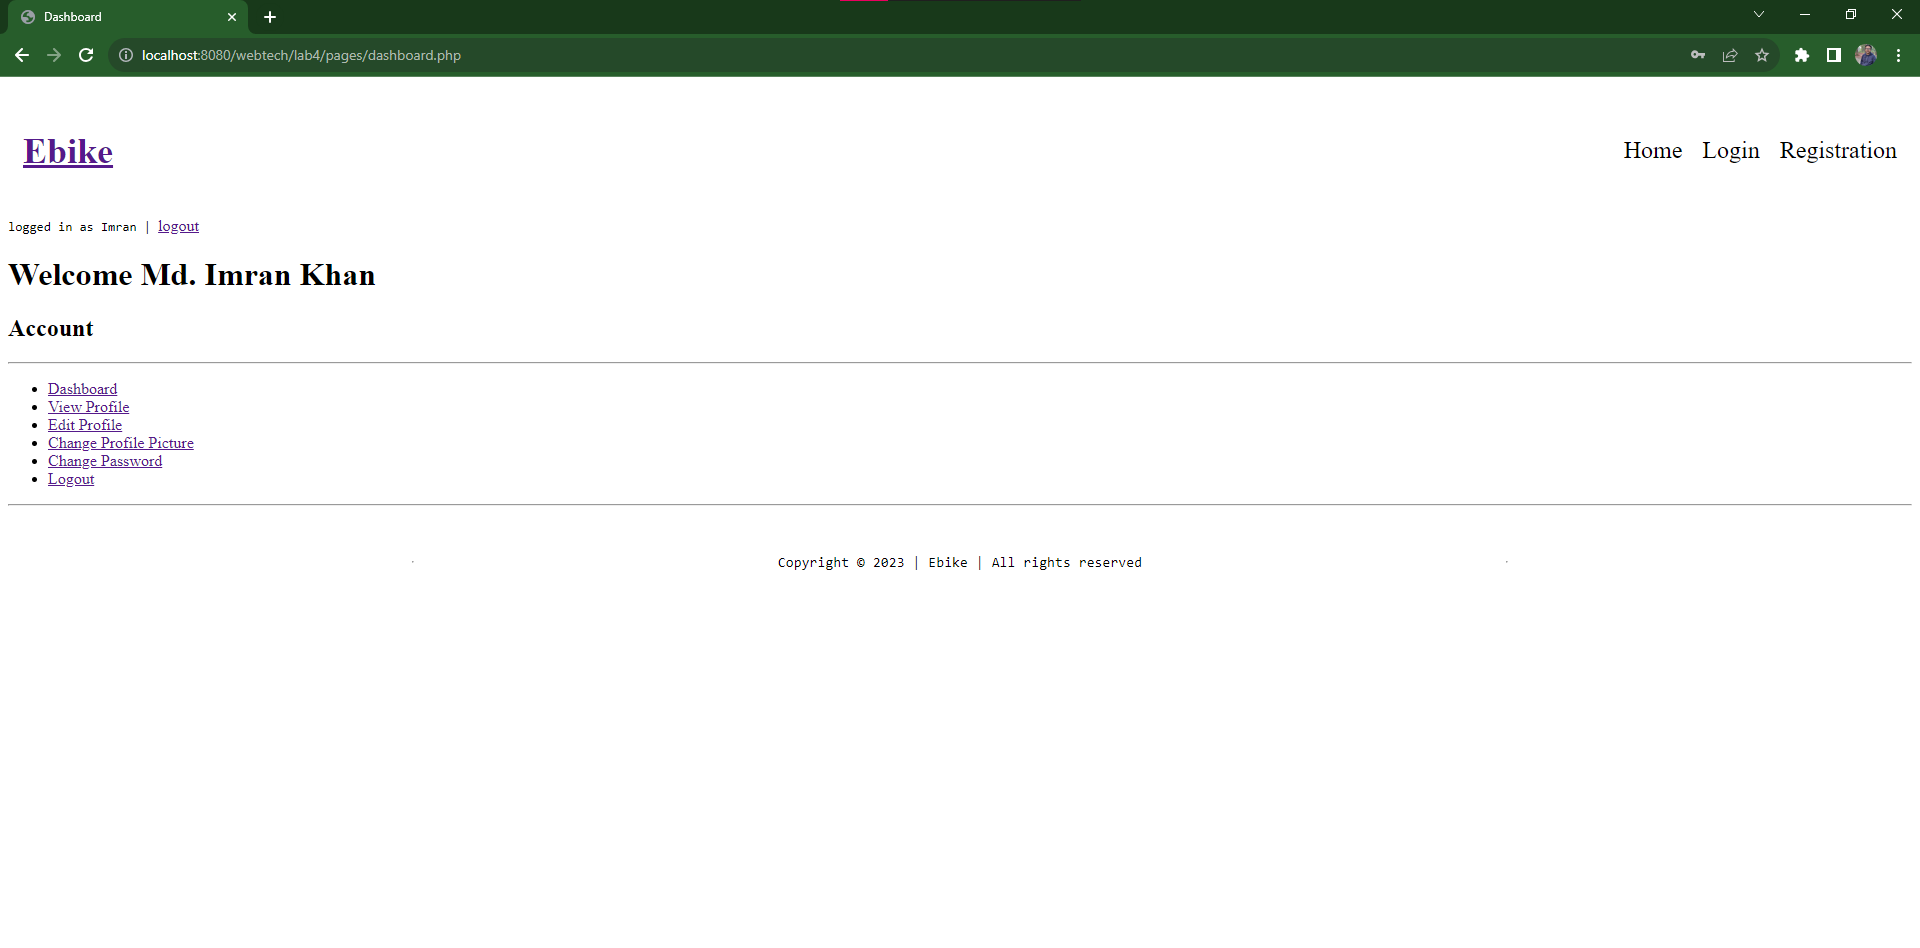 Dashboard
localhost:8080/webtech/lab4/pages/dashboard.php
Ebike
Home Login Registration
logged in as Imran | logout
Welcome Md. Imran Khan
Account
Dashboard
View Profile
Edit Profile
Change Profile Picture
Change Password
Logout
Copyright © 2023 | Ebike | All rights reserved